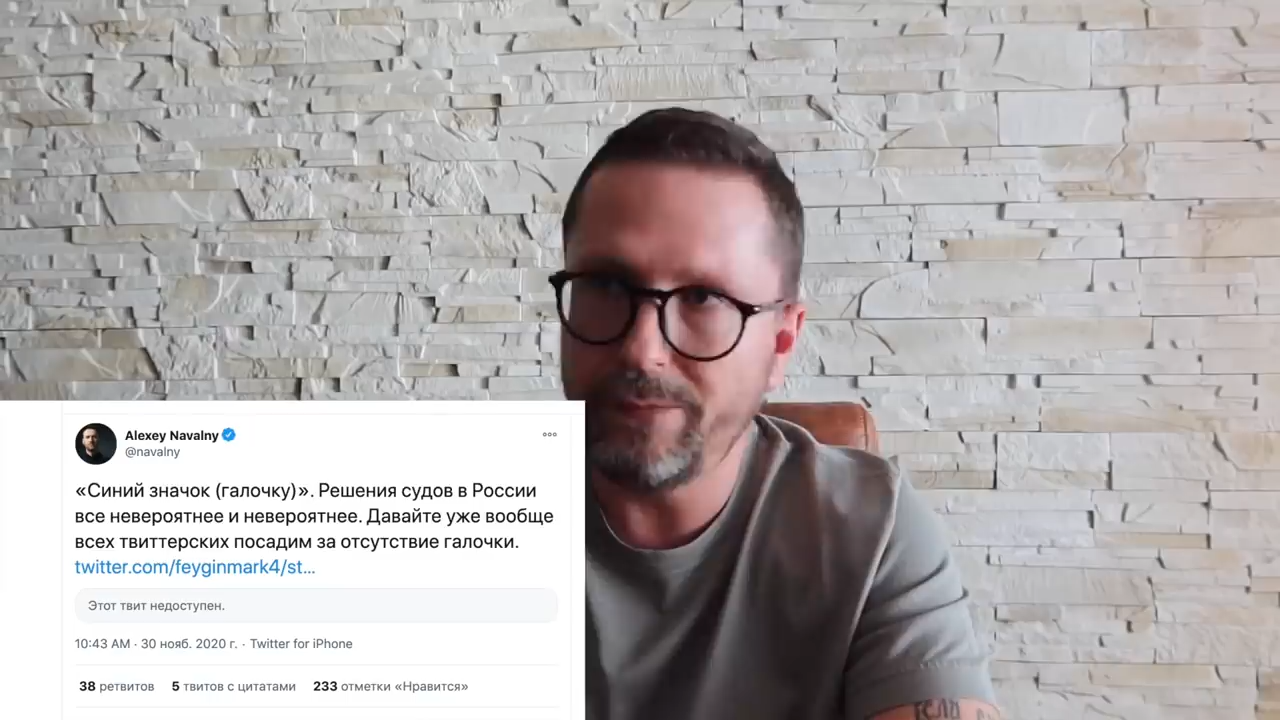 Alexey Navalny
@navalny
«Синий значок (галочку)». Решения судов в России
все невероятнее и невероятнее. Давайте уже вообще
всех твиттерских посадим за отсутствие галочки.
twitter.com/feyginmark4/st...
Этот твит недоступен.
10:43 AM · 30 нояб. 2020 г. · Twitter for iPhone
38 ретвитов 5 твитов с цитатами 233 отметки «Нравится»